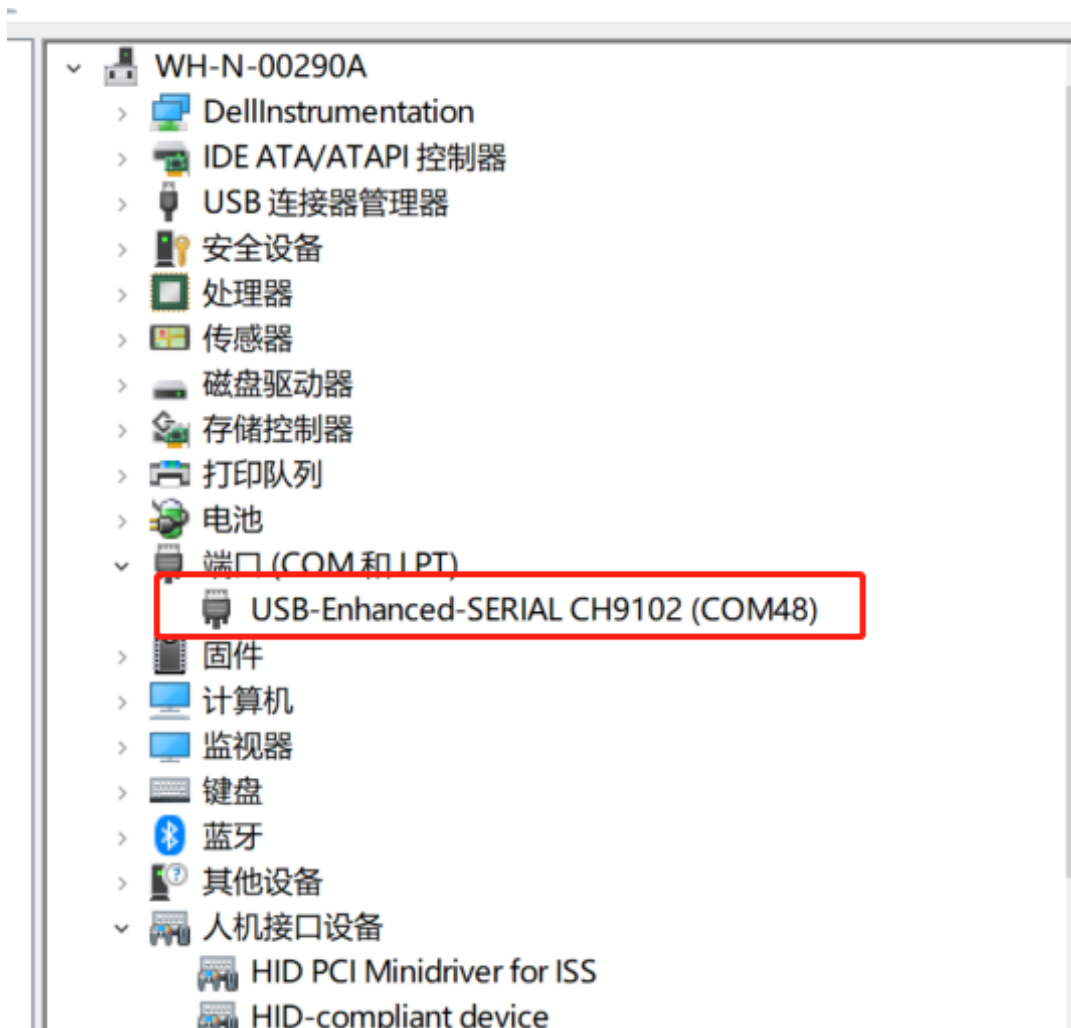 WH-N-00290A
DellInstrumentation
IDE ATA/ATAPI 控制器
USB 连接器管理器
安全设备
处理器
传感器
磁盘驱动器
存储控制器
打印队列
电池
端口 (COM 和 LPT)
USB-Enhanced-SERIAL CH9102 (COM48)
固件
计算机
监视器
键盘
蓝牙
其他设备
人机接口设备
HID PCI Minidriver for ISS
HID-compliant device